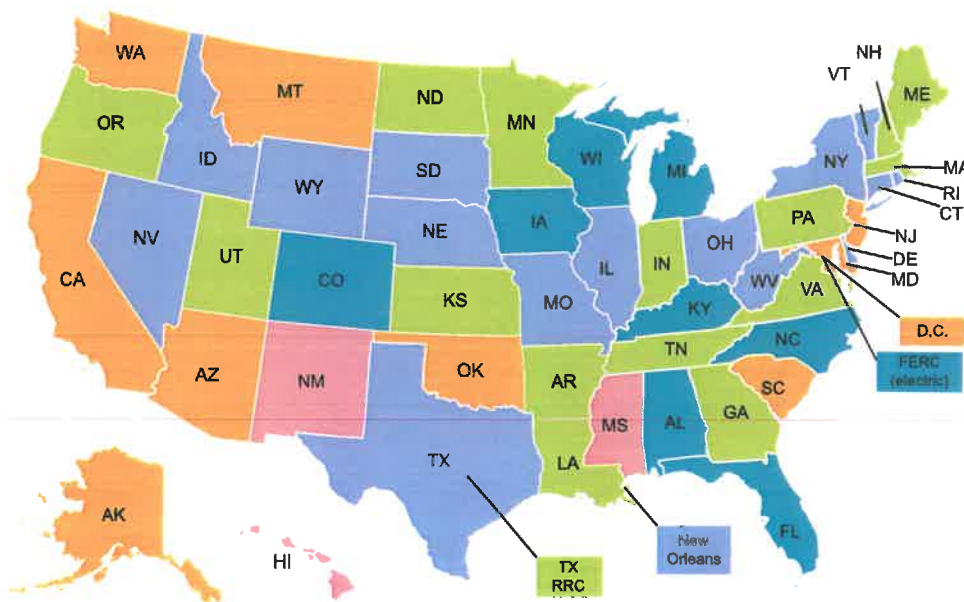 NH
WA
VT
MT
ND
ME
MN
OR
ID
WI
MI
NY
MA
SD
WY
RI
CT
IA
PA
NE
NJ
NV
OH
UT
IL
IN
DE
CA
CO
WV
MD
MO
VA
KS
KY
D.C.
NC
TN
FERC
(electric)
OK
AZ
NM
AR
SC
MS
AL
GA
TX
LA
AK
FL
New
Orleans
HI
TX
RRC